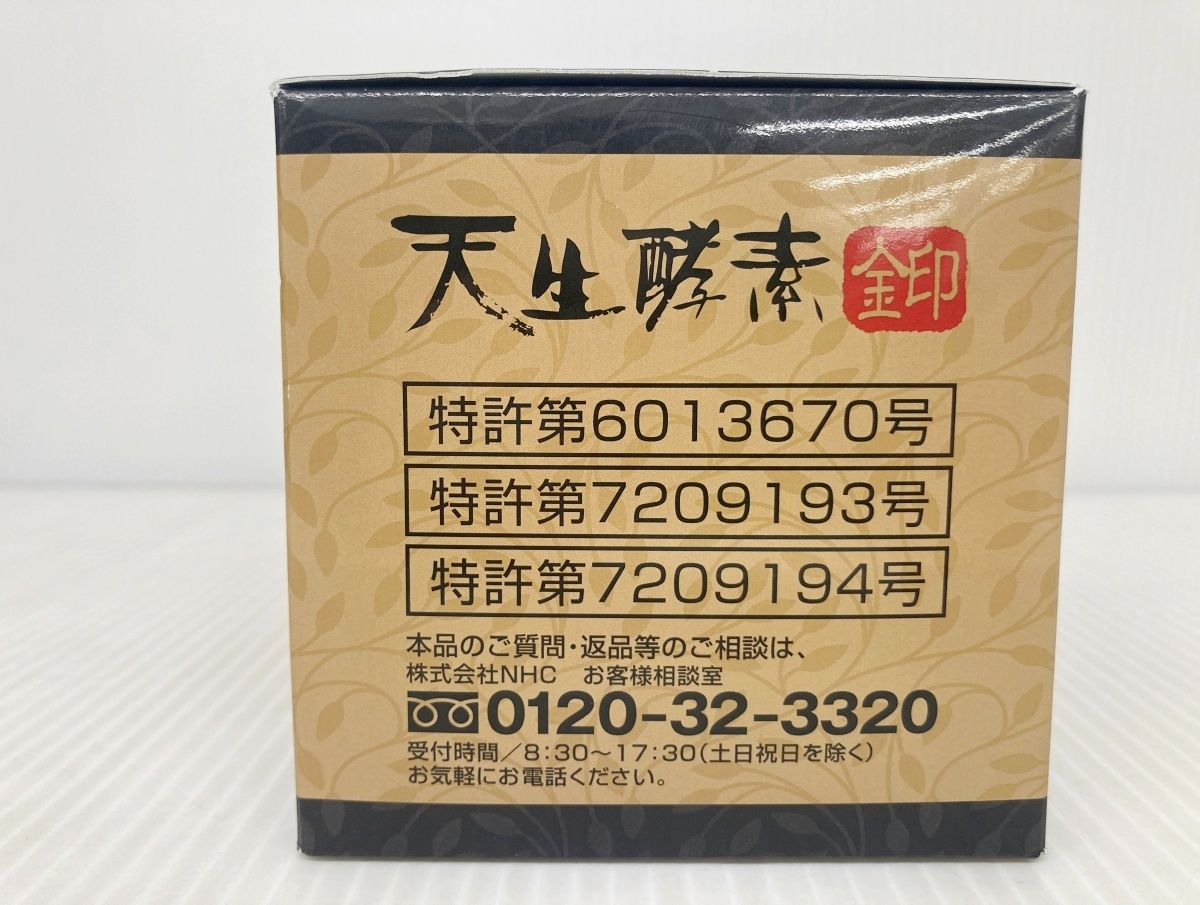 天生酵素 金印
特許第6013670号
特許第7209193号
特許第7209194号
本品のご質問・返品等のご相談は、
株式会社NHC お客様相談室
0120-32-3320
受付時間/8:30〜17:30(土日祝日を除く)
お気軽にお電話ください。